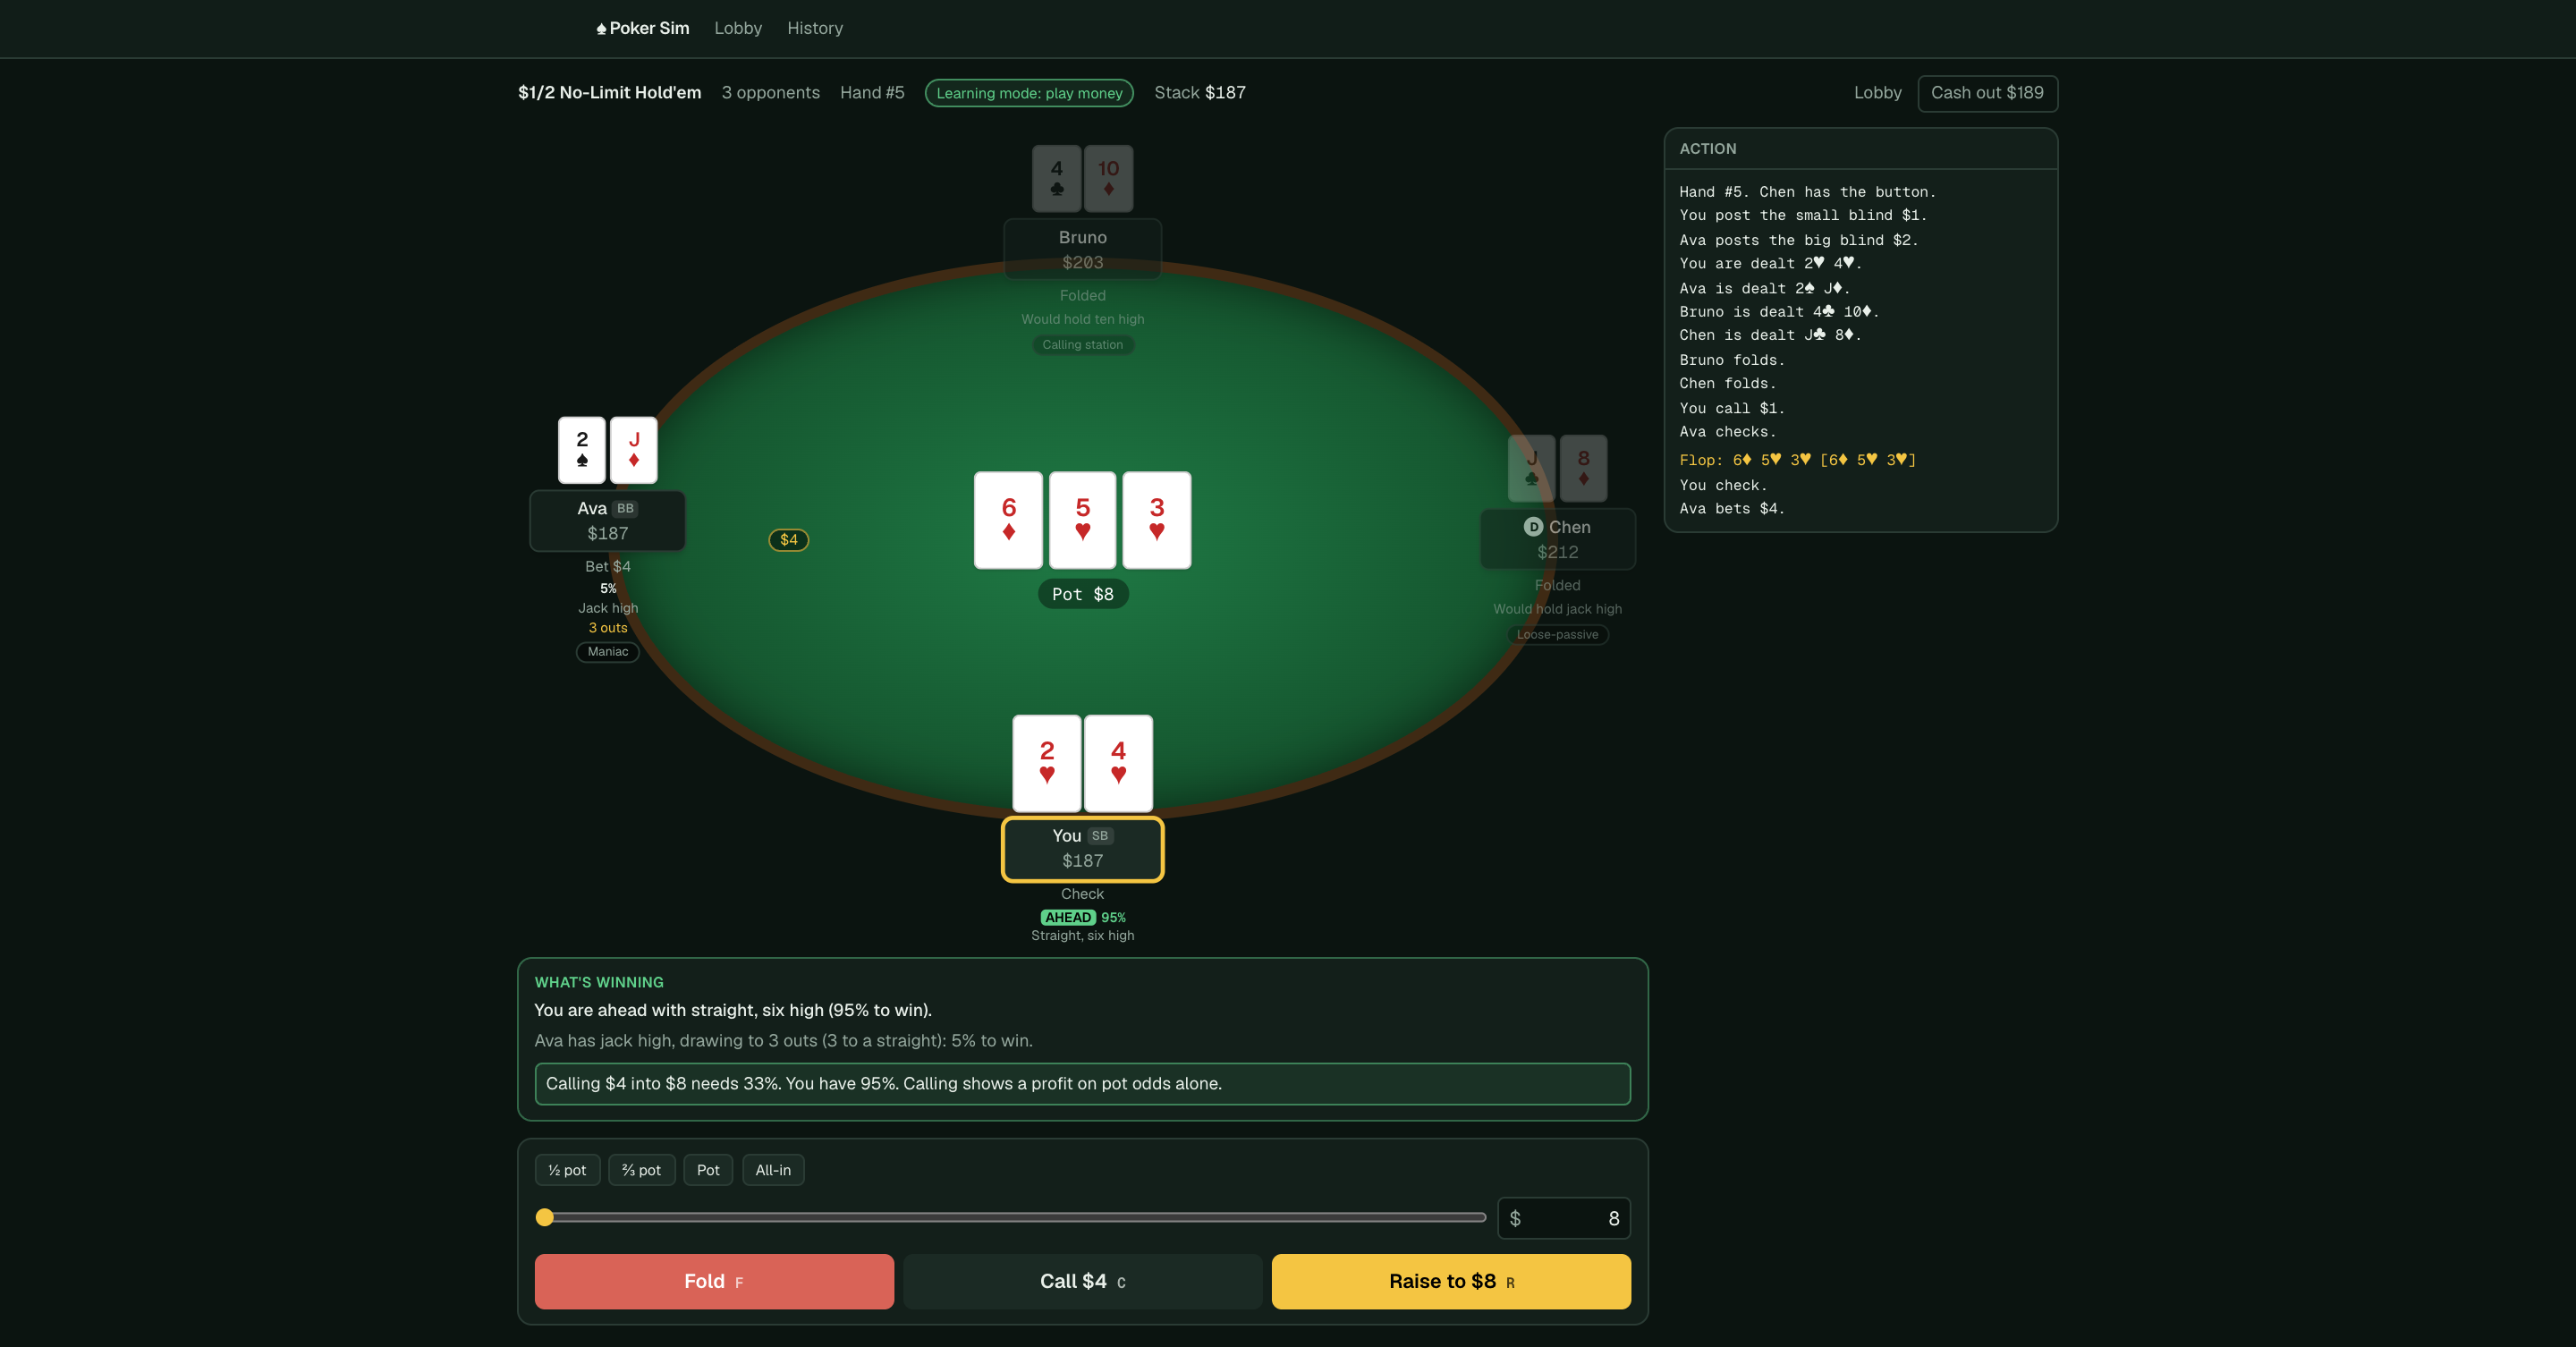 ♠ Poker Sim Lobby History
$1/2 No-Limit Hold'em 3 opponents Hand #5 Learning mode: play money Stack $187 Lobby Cash out $189
4♣ 10♦
Bruno
$203
Folded
Would hold ten high
Calling station
2♠ J♦
Ava BB
$187
Bet $4
5%
Jack high
3 outs
Maniac
$4
6♦ 5♥ 3♥
Pot $8
J♣ 8♦
D Chen
$212
Folded
Would hold jack high
Loose-passive
2♥ 4♥
You SB
$187
Check
AHEAD 95%
Straight, six high
ACTION
Hand #5. Chen has the button.
You post the small blind $1.
Ava posts the big blind $2.
You are dealt 2♥ 4♥.
Ava is dealt 2♠ J♦.
Bruno is dealt 4♣ 10♦.
Chen is dealt J♣ 8♦.
Bruno folds.
Chen folds.
You call $1.
Ava checks.
Flop: 6♦ 5♥ 3♥ [6♦ 5♥ 3♥]
You check.
Ava bets $4.
WHAT'S WINNING
You are ahead with straight, six high (95% to win).
Ava has jack high, drawing to 3 outs (3 to a straight): 5% to win.
Calling $4 into $8 needs 33%. You have 95%. Calling shows a profit on pot odds alone.
½ pot ⅔ pot Pot All-in
$ 8
Fold F Call $4 C Raise to $8 R